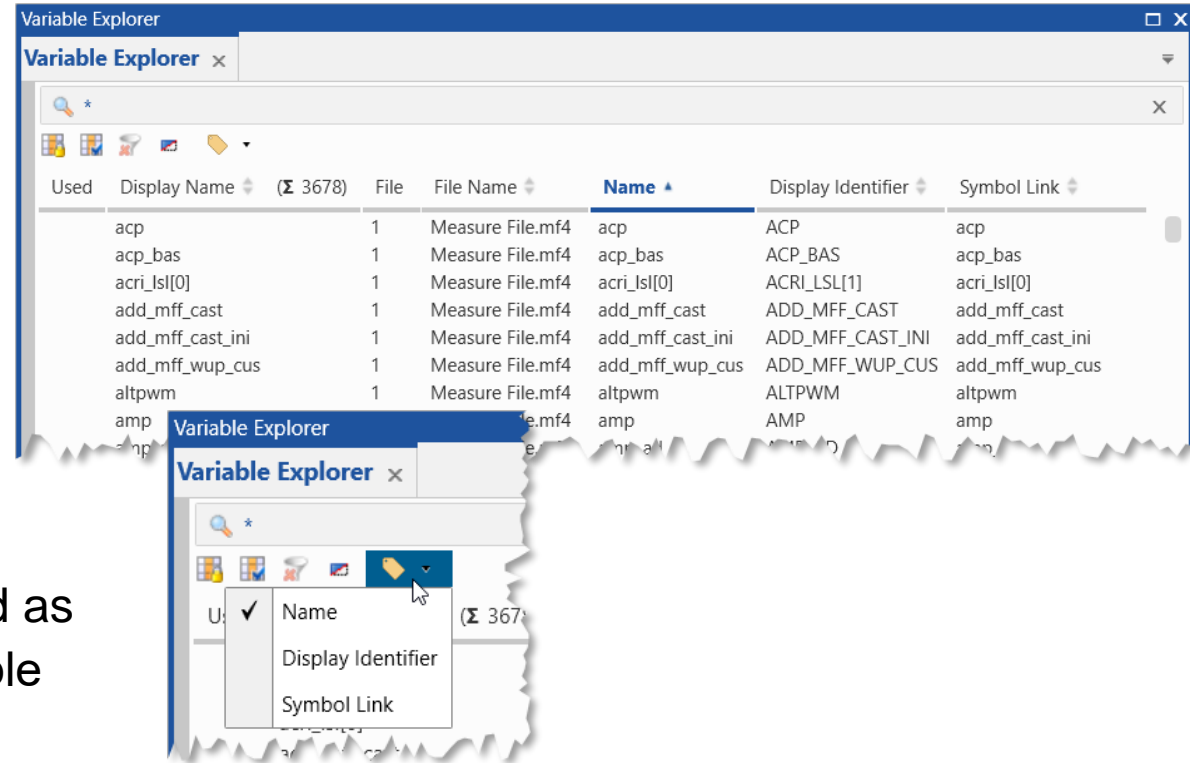 Variable Explorer
Variable Explorer
*
Used Display Name (Σ 3678) File File Name Name Display Identifier Symbol Link
acp 1 Measure File.mf4 acp ACP acp
acp_bas 1 Measure File.mf4 acp_bas ACP_BAS acp_bas
acri_lsl[0] 1 Measure File.mf4 acri_lsl[0] ACRI_LSL[1] acri_lsl[0]
add_mff_cast 1 Measure File.mf4 add_mff_cast ADD_MFF_CAST add_mff_cast
add_mff_cast_ini 1 Measure File.mf4 add_mff_cast_ini ADD_MFF_CAST_INI add_mff_cast_ini
add_mff_wup_cus 1 Measure File.mf4 add_mff_wup_cus ADD_MFF_WUP_CUS add_mff_wup_cus
altpwm 1 Measure File.mf4 altpwm ALTPWM altpwm
amp e.mf4 amp AMP amp
Variable Explorer
Variable Explorer
*
(Σ 367
Name
Display Identifier
Symbol Link
d as
ole